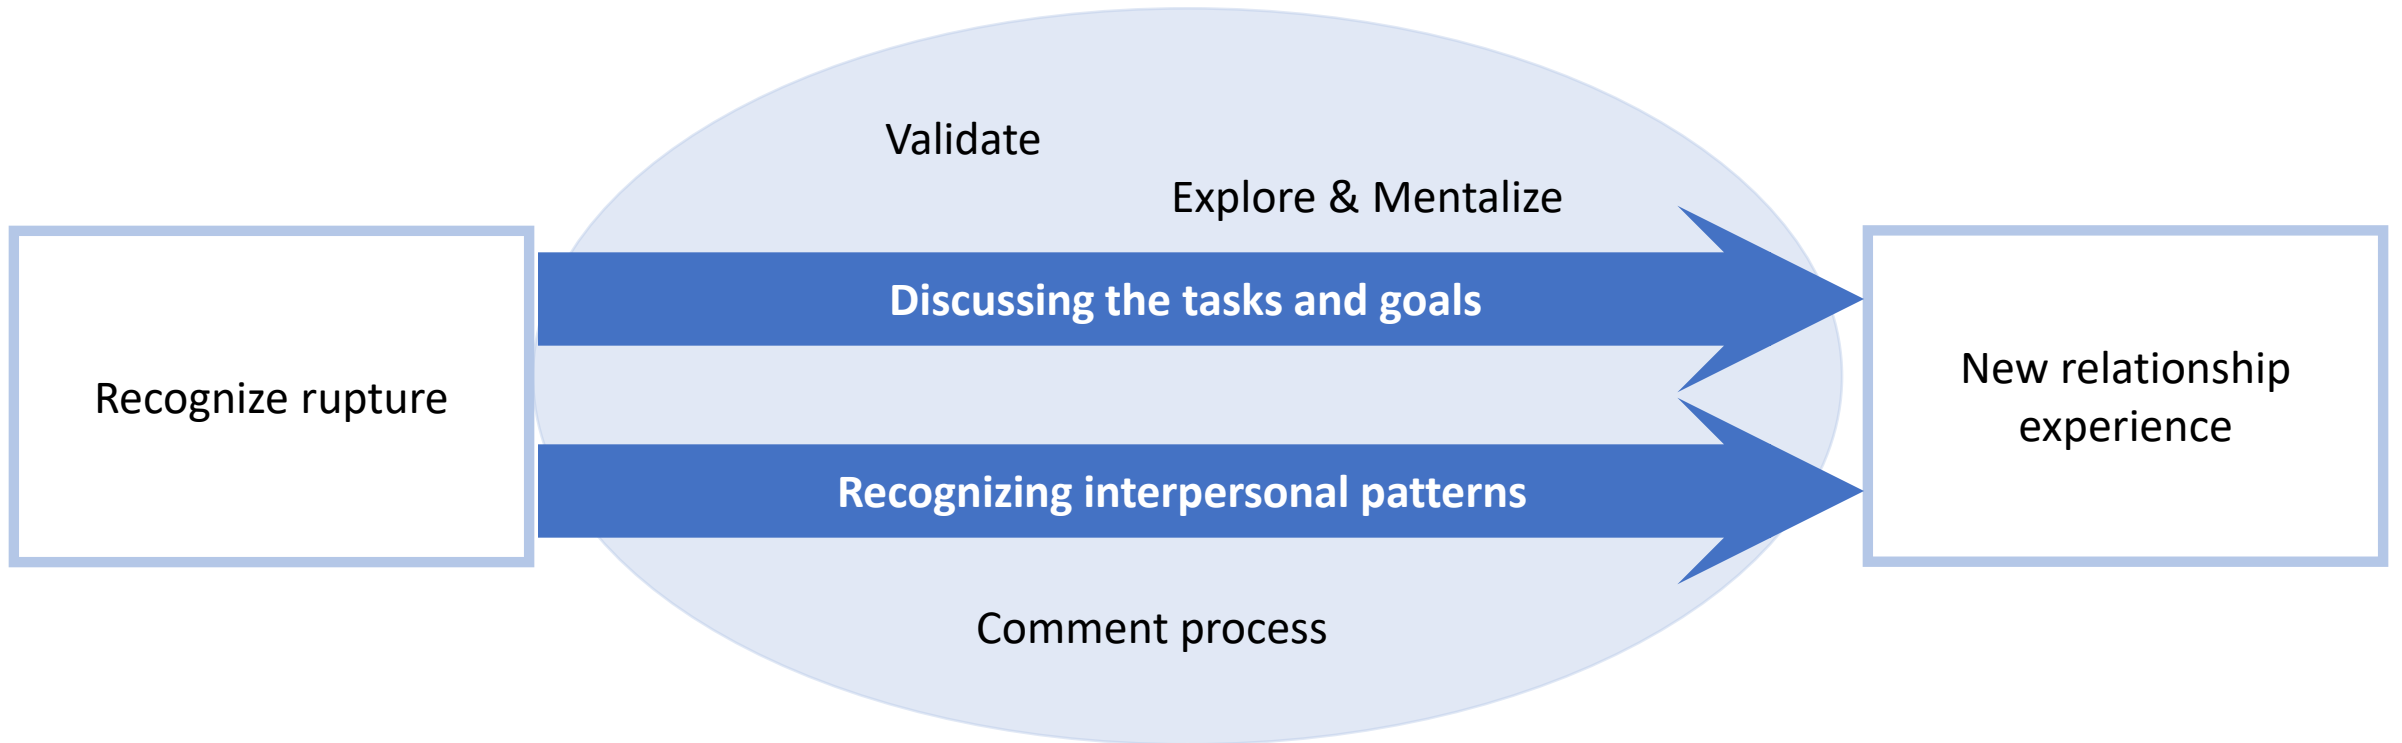 Validate
Explore & Mentalize
Discussing the tasks and goals
Recognize rupture
New relationship
experience
Recognizing interpersonal patterns
Comment process